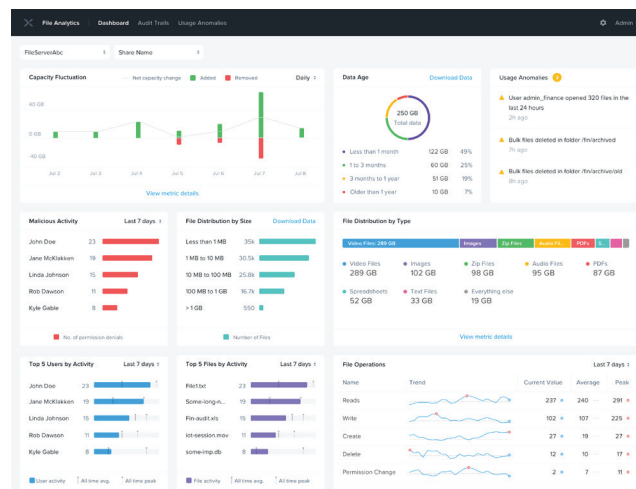 File Analytics Dashboard Audit Trails Usage Anomalies Admin
FileServerAbc Share Name
Capacity Fluctuation Net capacity change Added Removed Daily
40 GB
0 GB
-40 GB
Jul 2 Jul 3 Jul 4 Jul 5 Jul 6 Jul 7 Jul 8
View metric details
Data Age Download Data
250 GB
Total data
Less than 1 month 122 GB 49%
1 to 3 months 60 GB 25%
3 months to 1 year 51 GB 19%
Older than 1 year 10 GB 7%
Usage Anomalies
User admin_finance opened 320 files in the
last 24 hours
2h ago
Bulk files deleted in folder /fin/archived
7h ago
Bulk files deleted in folder /fin/archive/old
8h ago
Malicious Activity Last 7 days
John Doe 23
Jane McKlakken 19
Linda Johnson 15
Rob Dawson 11
Kyle Gable 8
No. of permission denials
File Distribution by Size Download Data
Less than 1 MB 35k
1 MB to 10 MB 30.5k
10 MB to 100 MB 25.8k
100 MB to 1 GB 16.7k
> 1 GB 590
Number of Files
File Distribution by Type
Video Files: 289 GB Images Zip Files Audio Fil... PDFs S...
Video Files Images Zip Files Audio Files PDFs
289 GB 102 GB 98 GB 95 GB 87 GB
Spreadsheets Text Files Everything else
52 GB 33 GB 19 GB
View metric details
Top 5 Users by Activity Last 7 days
John Doe 23
Jane McKlakken 19
Linda Johnson 15
Rob Dawson 11
Kyle Gable 8
User activity All time avg. All time peak
Top 5 Files by Activity Last 7 days
File1.txt 23
Some-long-n... 19
Fin-audit.xls 15
iot-session.mov 11
some-imp.db 8
File activity All time avg. All time peak
File Operations Last 7 days
Name Trend Current Value Average Peak
Reads 237 240 291
Write 102 107 225
Create 27 19 27
Delete 12 10 17
Permission Change 2 7 11